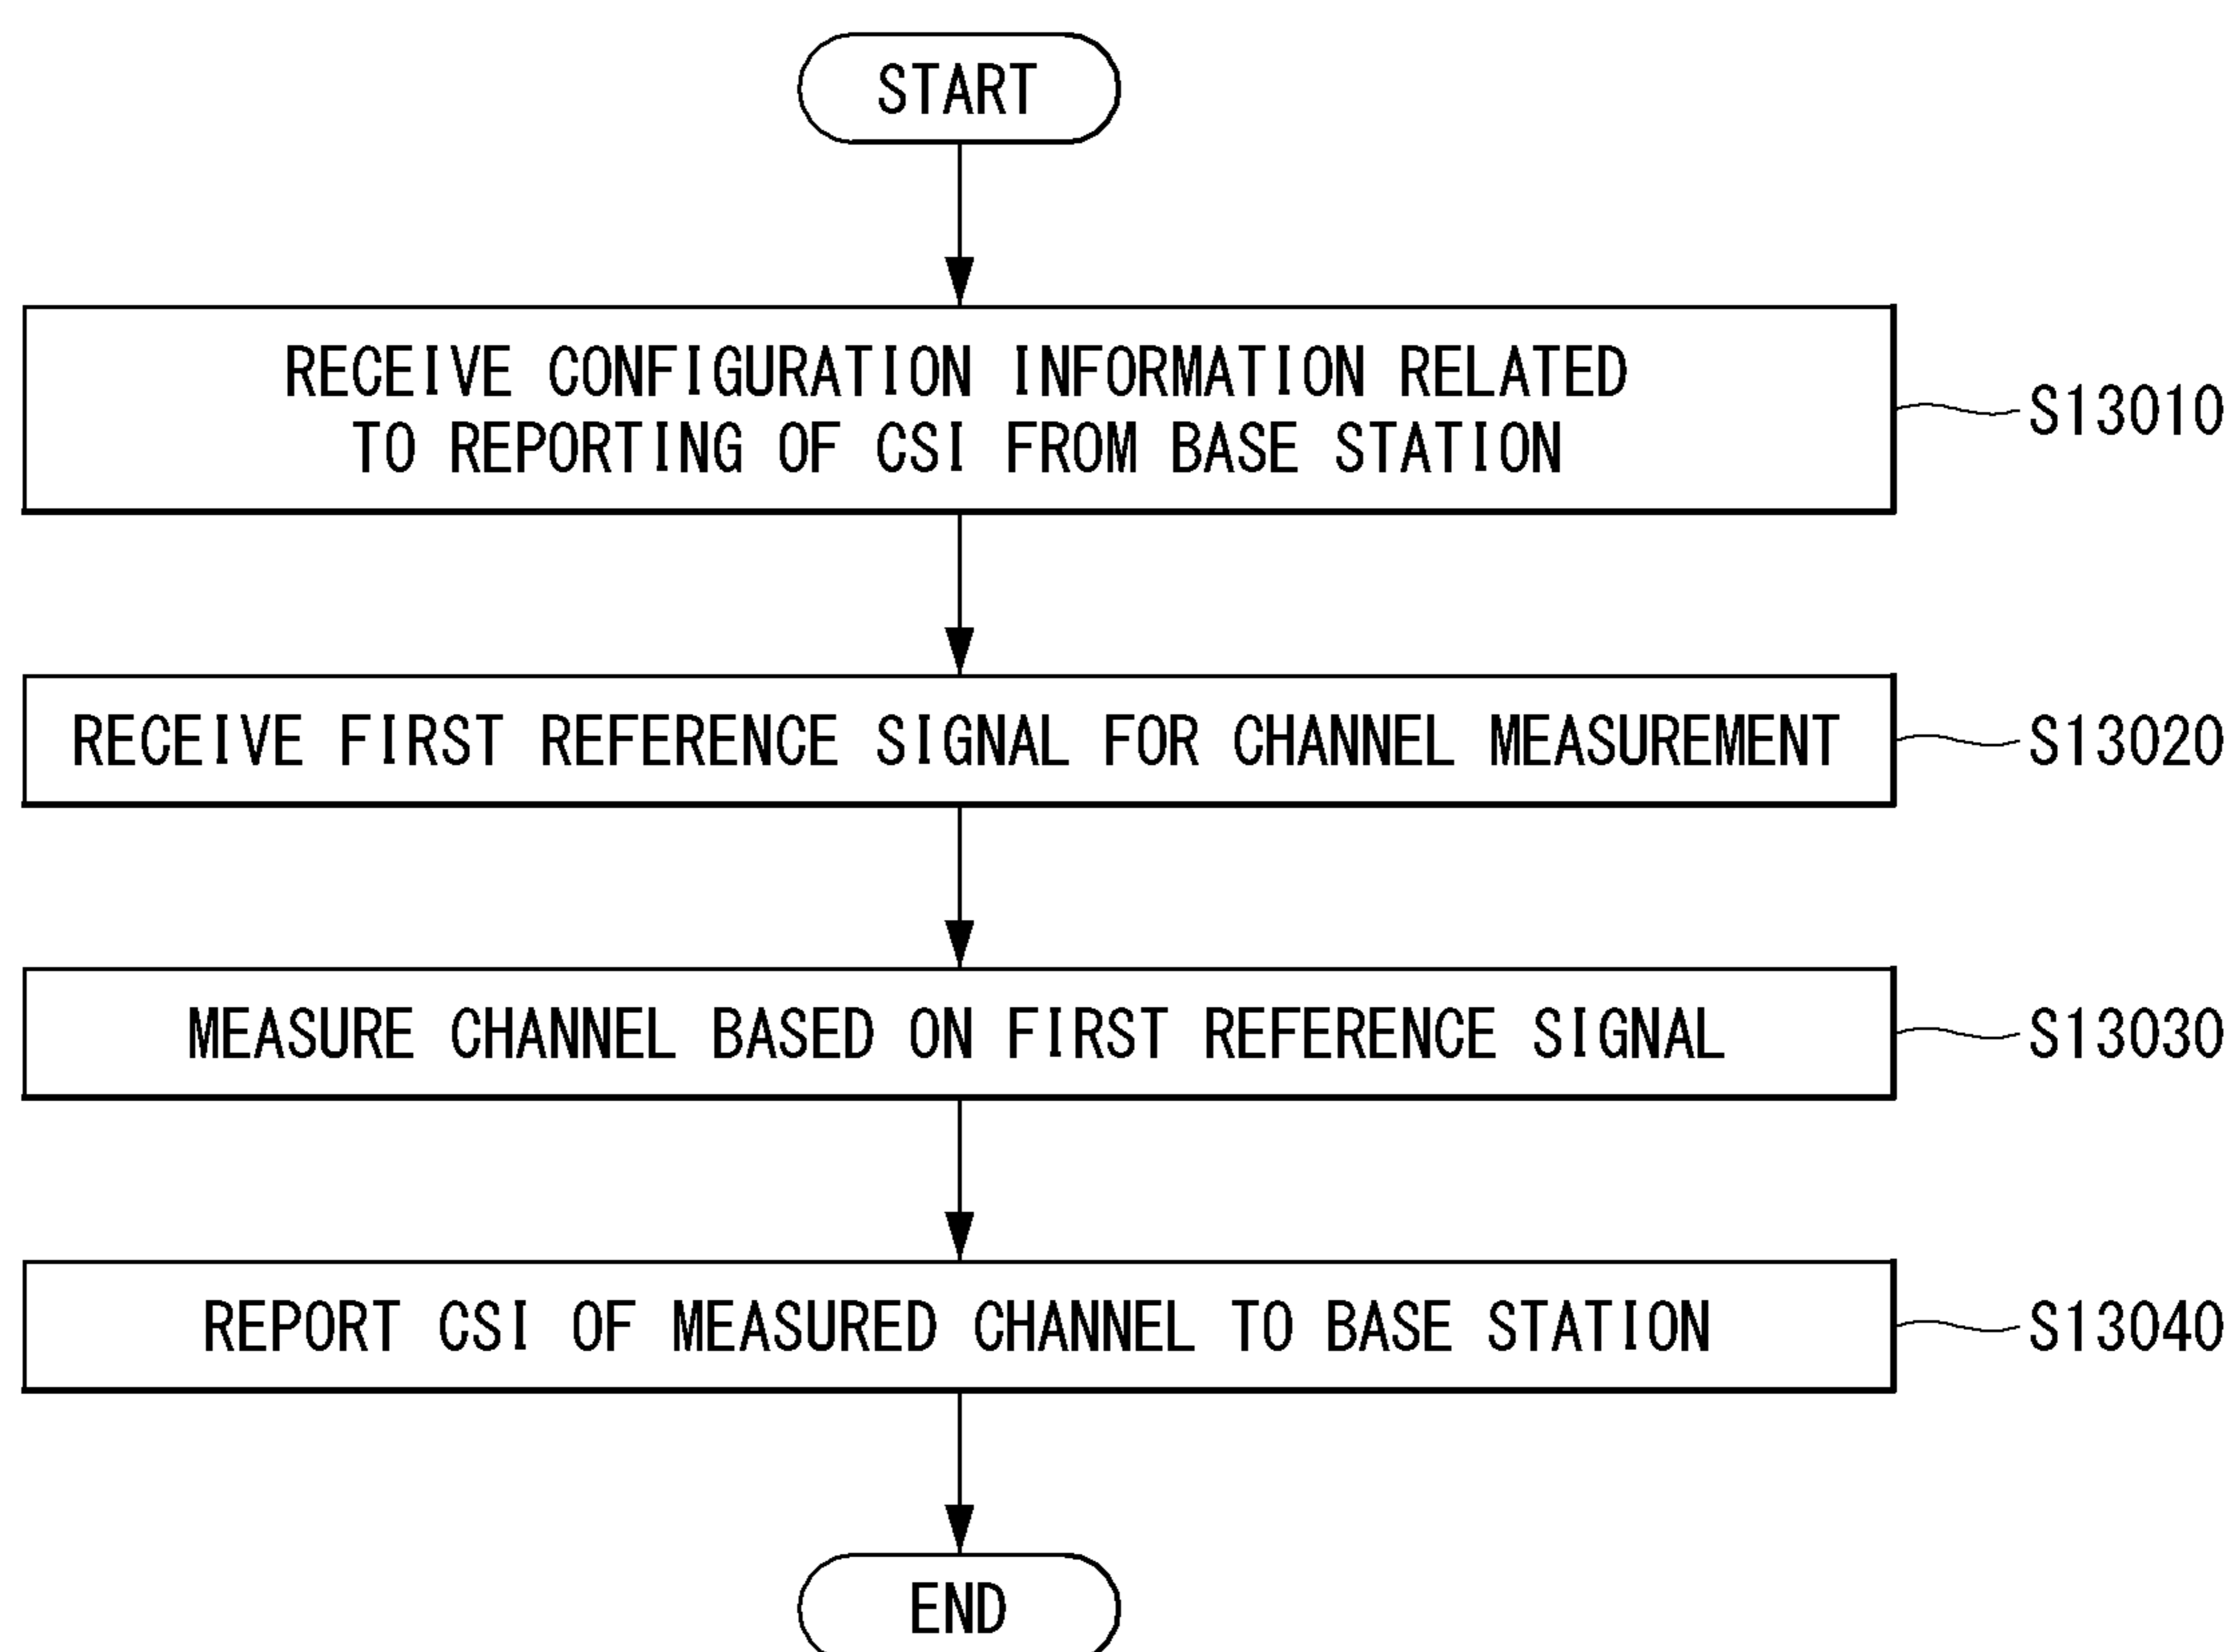 START
RECEIVE CONFIGURATION INFORMATION RELATED
TO REPORTING OF CSI FROM BASE STATION
S13010
RECEIVE FIRST REFERENCE SIGNAL FOR CHANNEL MEASUREMENT
S13020
MEASURE CHANNEL BASED ON FIRST REFERENCE SIGNAL
S13030
REPORT CSI OF MEASURED CHANNEL TO BASE STATION
S13040
END